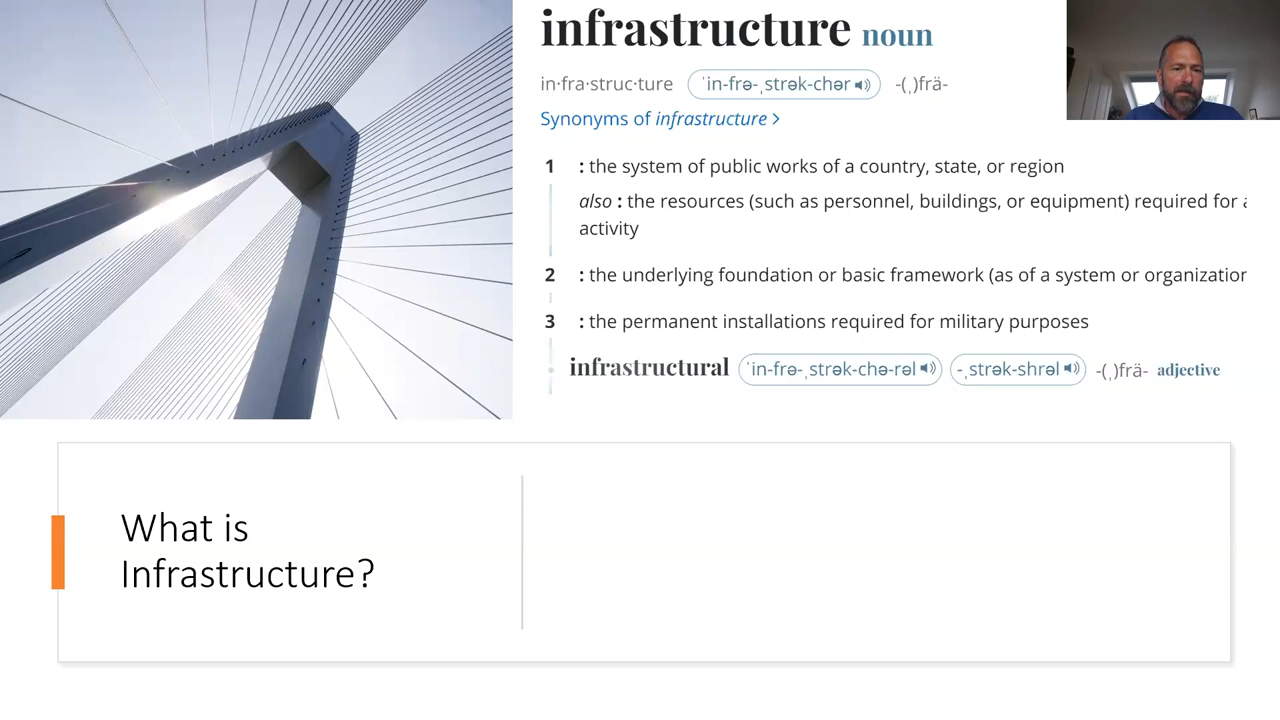 infrastructure noun
in·fra·struc·ture ˈin-frə-ˌstrək-chər -(ˌ)frä-
Synonyms of infrastructure >
1 : the system of public works of a country, state, or region
also : the resources (such as personnel, buildings, or equipment) required for
activity
2 : the underlying foundation or basic framework (as of a system or organization
3 : the permanent installations required for military purposes
infrastructural ˈin-frə-ˌstrək-chə-rəl -ˌstrək-shrəl -(ˌ)frä- adjective
What is
Infrastructure?